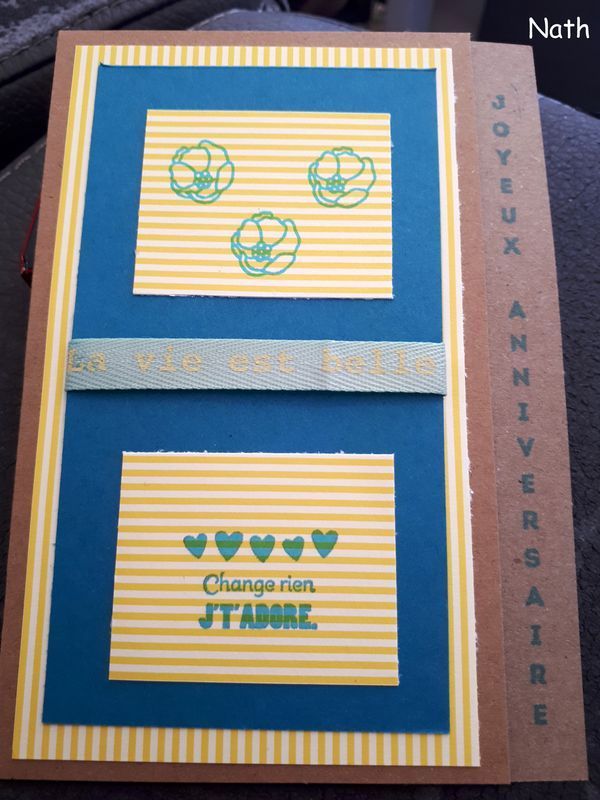 Nath
La vie est belle
Change rien
J'T'ADORE.
JOYEUX ANNIVERSAIRE